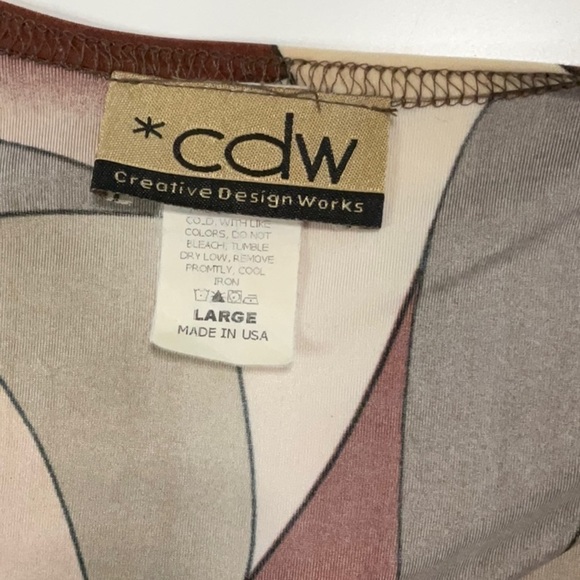 *cdw
Creative Design Works
COLD, WITH LIKE
COLORS, DO NOT
BLEACH, TUMBLE
DRY LOW, REMOVE
PROMTLY, COOL
IRON
LARGE
MADE IN USA